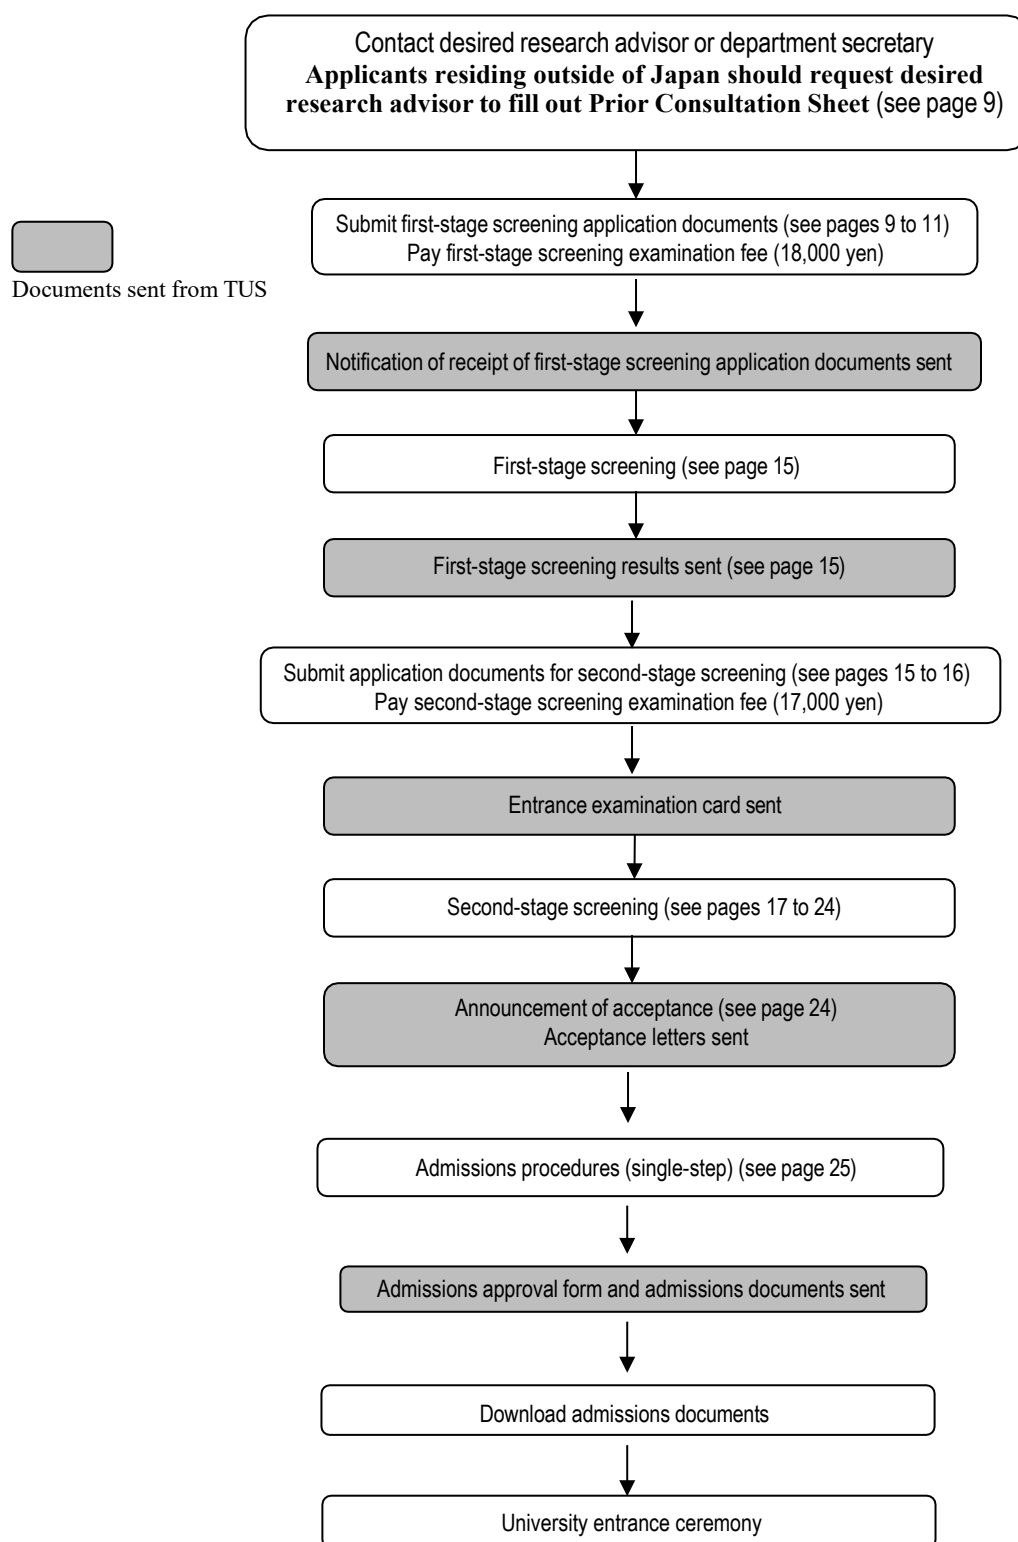 Contact desired research advisor or department secretary
Applicants residing outside of Japan should request desired
research advisor to fill out Prior Consultation Sheet (see page 9)
Submit first-stage screening application documents (see pages 9 to 11)
Pay first-stage screening examination fee (18,000 yen)
Documents sent from TUS
Notification of receipt of first-stage screening application documents sent
First-stage screening (see page 15)
First-stage screening results sent (see page 15)
Submit application documents for second-stage screening (see pages 15 to 16)
Pay second-stage screening examination fee (17,000 yen)
Entrance examination card sent
Second-stage screening (see pages 17 to 24)
Announcement of acceptance (see page 24)
Acceptance letters sent
Admissions procedures (single-step) (see page 25)
Admissions approval form and admissions documents sent
Download admissions documents
University entrance ceremony